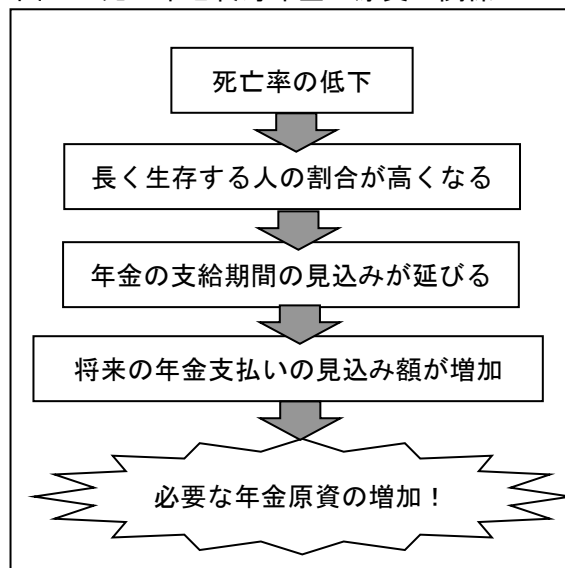 死亡率の低下
長く生存する人の割合が高くなる
年金の支給期間の見込みが延びる
将来の年金支払いの見込み額が増加
必要な年金原資の増加！